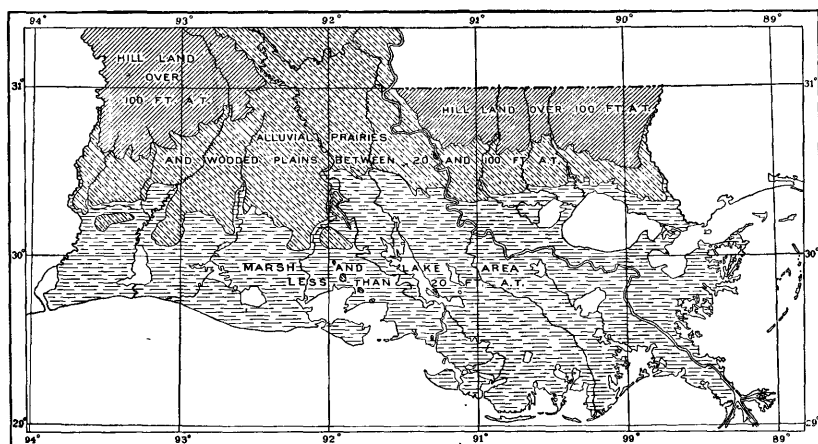 94° 93° 92° 91° 90° 89°
HILL LAND
OVER
31° 31°
100 FT. A.T.
HILL LAND OVER 100 FT. A.T.
ALLUVIAL PRAIRIES
AND WOODED PLAINS BETWEEN 20 AND 100 FT A.T.
30° 30°
MARSH AND LAKE AREA
LESS THAN 20 FT. A.T.
29° 29°
94° 93° 92° 91° 99° 89°